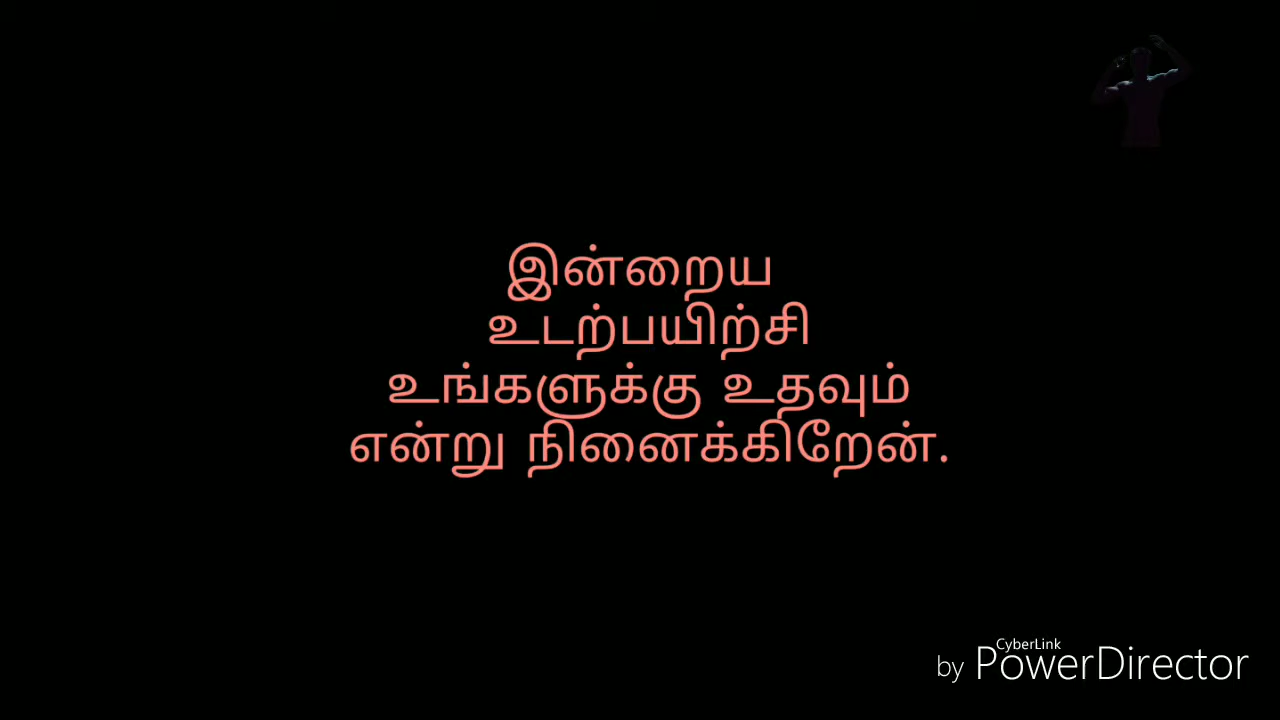 இன்றைய
உடற்பயிற்சி
உங்களுக்கு உதவும்
என்று நினைக்கிறேன்.
CyberLink
by PowerDirector